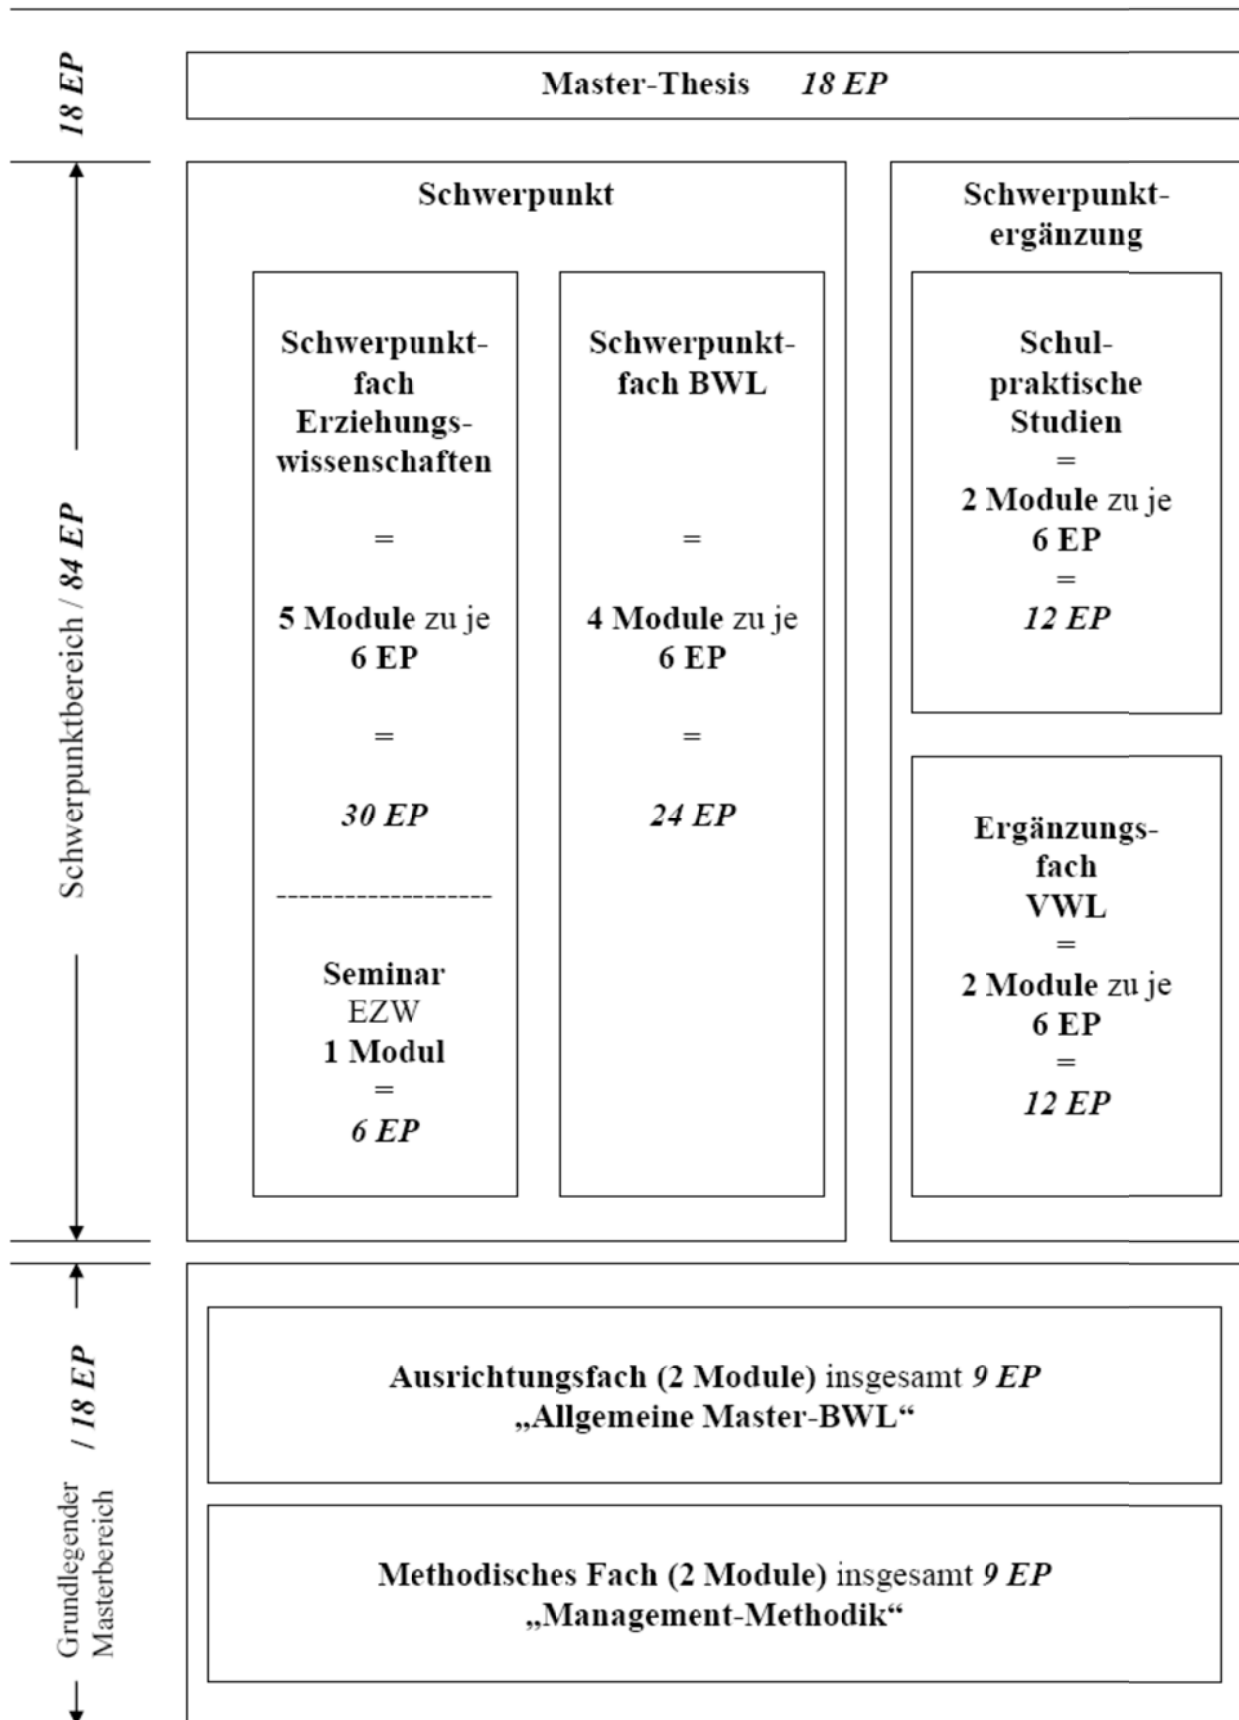 18 EP
Master-Thesis 18 EP
Schwerpunktbereich / 84 EP
Schwerpunkt
Schwerpunkt-
fach
Erziehungs-
wissenschaften
=
5 Module zu je
6 EP
=
30 EP
-------------------
Seminar
EZW
1 Modul
=
6 EP
Schwerpunkt-
fach BWL
=
4 Module zu je
6 EP
=
24 EP
Schwerpunkt-
ergänzung
Schul-
praktische
Studien
=
2 Module zu je
6 EP
=
12 EP
Ergänzungs-
fach
VWL
=
2 Module zu je
6 EP
=
12 EP
Grundlegender
Masterbereich
/ 18 EP
Ausrichtungsfach (2 Module) insgesamt 9 EP
„Allgemeine Master-BWL“
Methodisches Fach (2 Module) insgesamt 9 EP
„Management-Methodik“